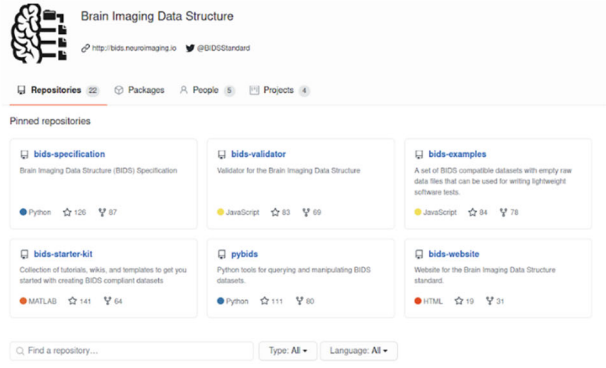 Brain Imaging Data Structure
http://bids.neuroimaging.io @BIDSStandard
Repositories 22 Packages People 5 Projects 4
Pinned repositories
bids-specification
Brain Imaging Data Structure (BIDS) Specification
Python 126 87
bids-validator
Validator for the Brain Imaging Data Structure
JavaScript 83 69
bids-examples
A set of BIDS compatible datasets with empty raw
data files that can be used for writing lightweight
software tests.
JavaScript 84 78
bids-starter-kit
Collection of tutorials, wikis, and templates to get you
started with creating BIDS compliant datasets
MATLAB 141 64
pybids
Python tools for querying and manipulating BIDS
datasets.
Python 111 80
bids-website
Website for the Brain Imaging Data Structure
standard.
HTML 19 31
Find a repository...
Type: All Language: All